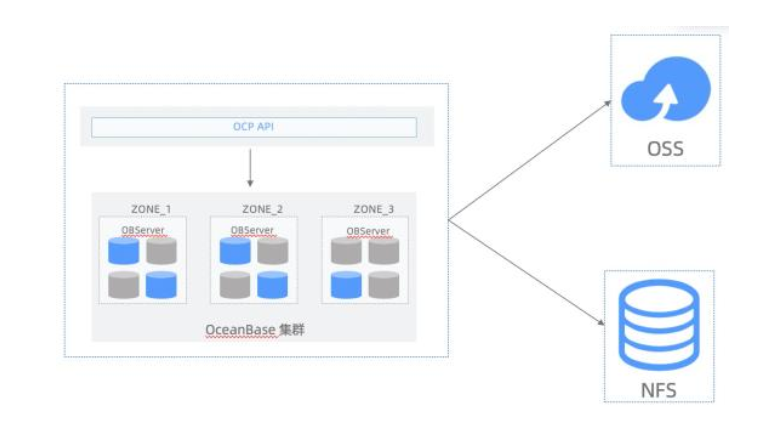 OCP API
ZONE_1
ZONE_2
ZONE_3
OBServer
OBServer
OBServer
OceanBase 集群
OSS
NFS